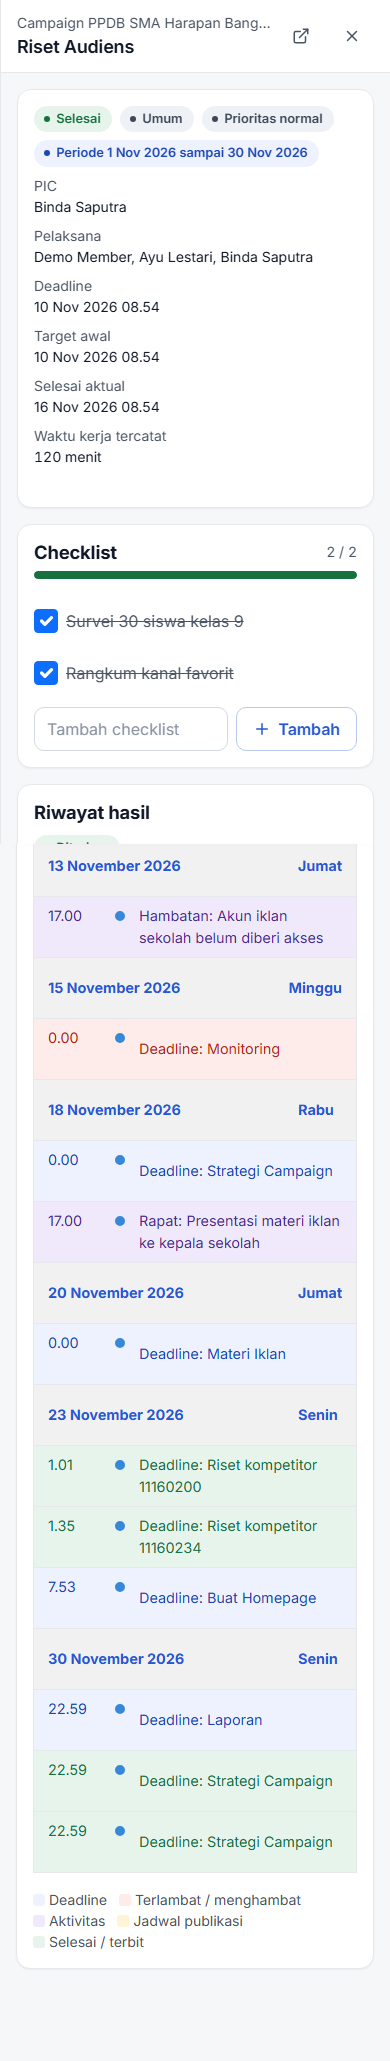 Campaign PPDB SMA Harapan Bang...
Riset Audiens
Selesai
Umum
Prioritas normal
Periode 1 Nov 2026 sampai 30 Nov 2026
PIC
Binda Saputra
Pelaksana
Demo Member, Ayu Lestari, Binda Saputra
Deadline
10 Nov 2026 08.54
Target awal
10 Nov 2026 08.54
Selesai aktual
16 Nov 2026 08.54
Waktu kerja tercatat
120 menit
Checklist 2 / 2
Survei 30 siswa kelas 9
Rangkum kanal favorit
Tambah checklist
+ Tambah
Riwayat hasil
13 November 2026 Jumat
17.00 Hambatan: Akun iklan
sekolah belum diberi akses
15 November 2026 Minggu
0.00 Deadline: Monitoring
18 November 2026 Rabu
0.00 Deadline: Strategi Campaign
17.00 Rapat: Presentasi materi iklan
ke kepala sekolah
20 November 2026 Jumat
0.00 Deadline: Materi Iklan
23 November 2026 Senin
1.01 Deadline: Riset kompetitor
11160200
1.35 Deadline: Riset kompetitor
11160234
7.53 Deadline: Buat Homepage
30 November 2026 Senin
22.59 Deadline: Laporan
22.59 Deadline: Strategi Campaign
22.59 Deadline: Strategi Campaign
Deadline Terlambat / menghambat
Aktivitas Jadwal publikasi
Selesai / terbit